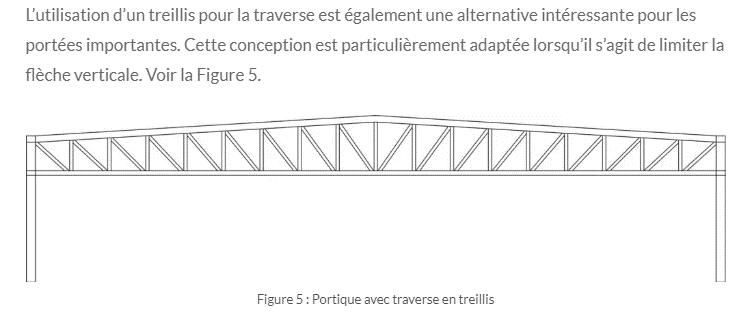 L’utilisation d’un treillis pour la traverse est également une alternative intéressante pour les
portées importantes. Cette conception est particulièrement adaptée lorsqu’il s’agit de limiter la
flèche verticale. Voir la Figure 5.
Figure 5 : Portique avec traverse en treillis